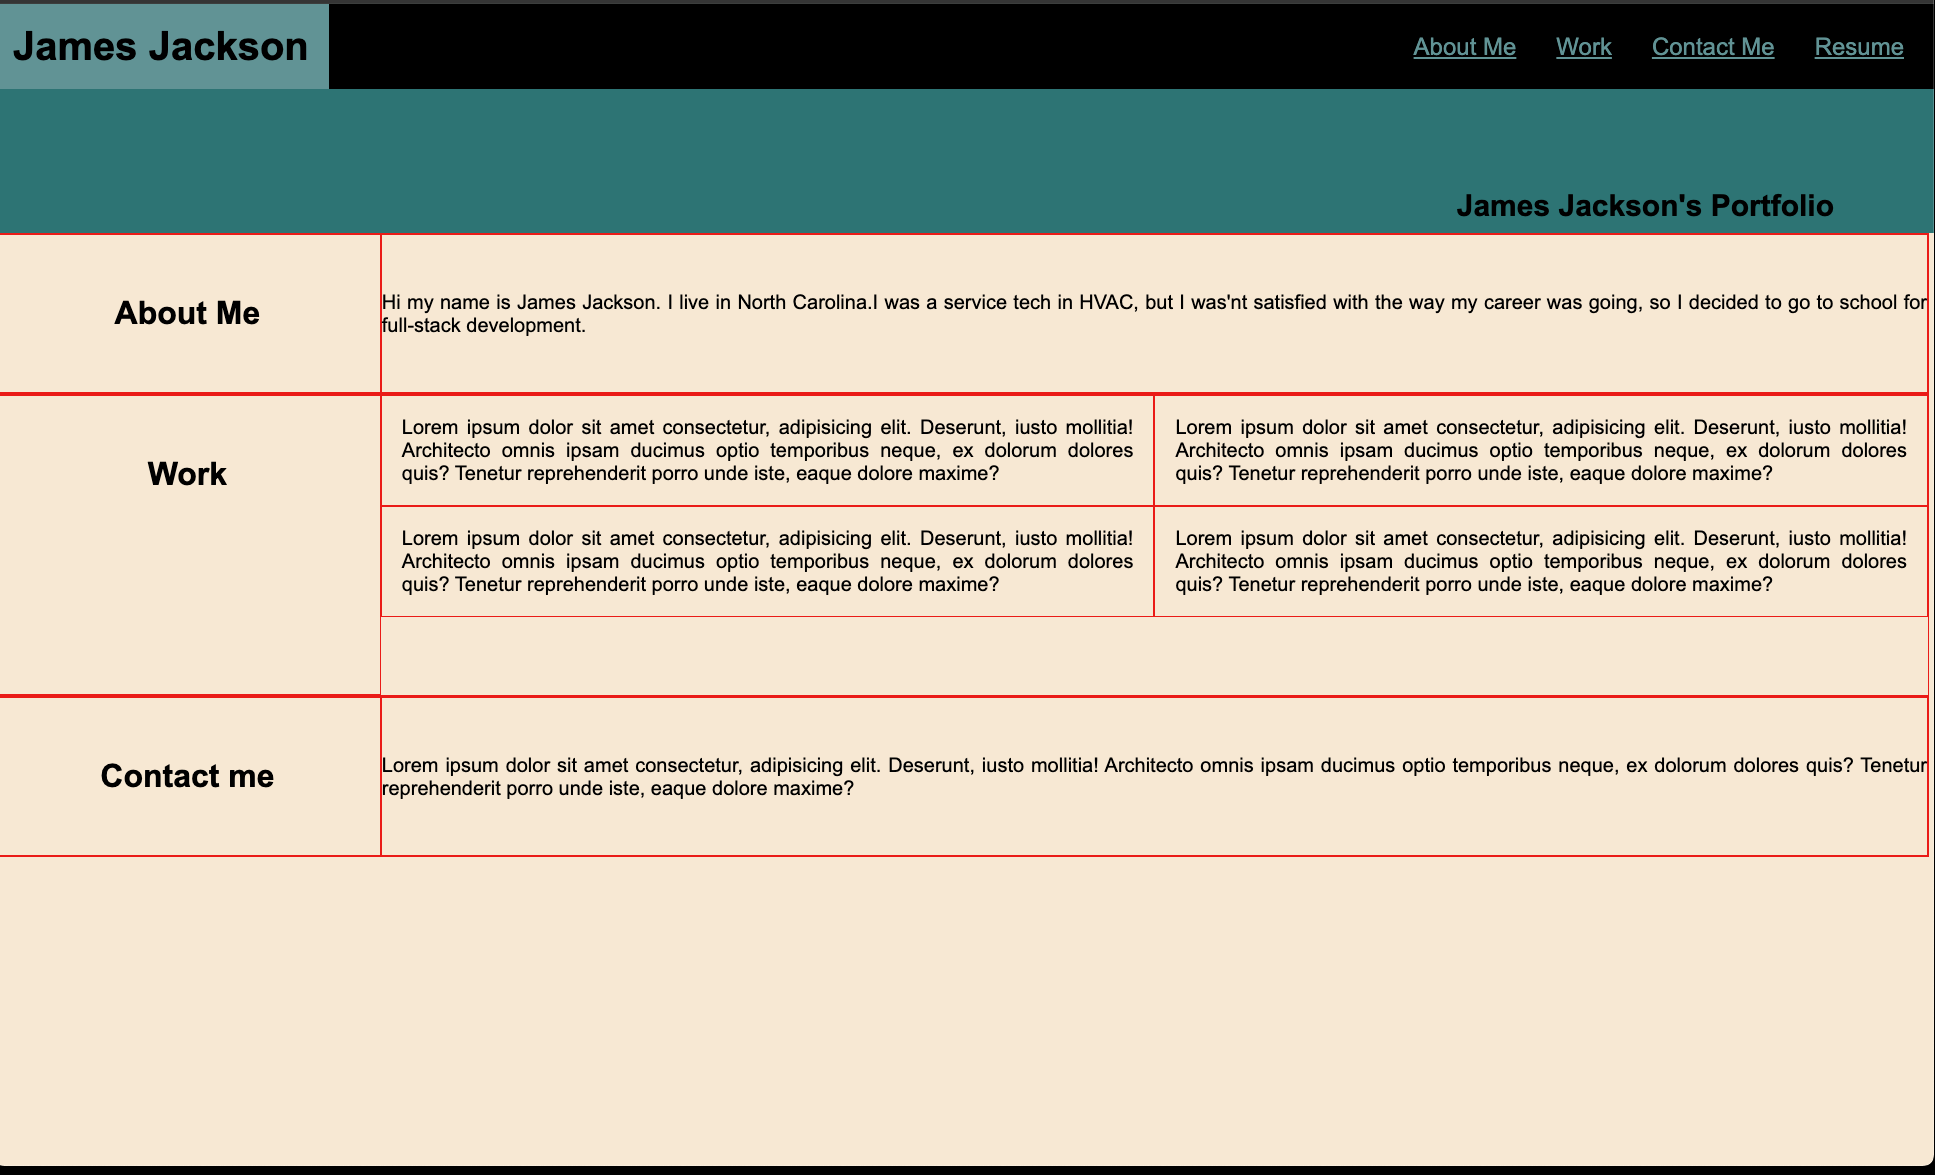 James Jackson
About Me Work Contact Me Resume
James Jackson's Portfolio
About Me
Hi my name is James Jackson. I live in North Carolina.I was a service tech in HVAC, but I was'nt satisfied with the way my career was going, so I decided to go to school for
full-stack development.
Work
Lorem ipsum dolor sit amet consectetur, adipisicing elit. Deserunt, iusto mollitia!
Architecto omnis ipsam ducimus optio temporibus neque, ex dolorum dolores
quis? Tenetur reprehenderit porro unde iste, eaque dolore maxime?
Lorem ipsum dolor sit amet consectetur, adipisicing elit. Deserunt, iusto mollitia!
Architecto omnis ipsam ducimus optio temporibus neque, ex dolorum dolores
quis? Tenetur reprehenderit porro unde iste, eaque dolore maxime?
Lorem ipsum dolor sit amet consectetur, adipisicing elit. Deserunt, iusto mollitia!
Architecto omnis ipsam ducimus optio temporibus neque, ex dolorum dolores
quis? Tenetur reprehenderit porro unde iste, eaque dolore maxime?
Lorem ipsum dolor sit amet consectetur, adipisicing elit. Deserunt, iusto mollitia!
Architecto omnis ipsam ducimus optio temporibus neque, ex dolorum dolores
quis? Tenetur reprehenderit porro unde iste, eaque dolore maxime?
Contact me
Lorem ipsum dolor sit amet consectetur, adipisicing elit. Deserunt, iusto mollitia! Architecto omnis ipsam ducimus optio temporibus neque, ex dolorum dolores quis? Tenetur
reprehenderit porro unde iste, eaque dolore maxime?